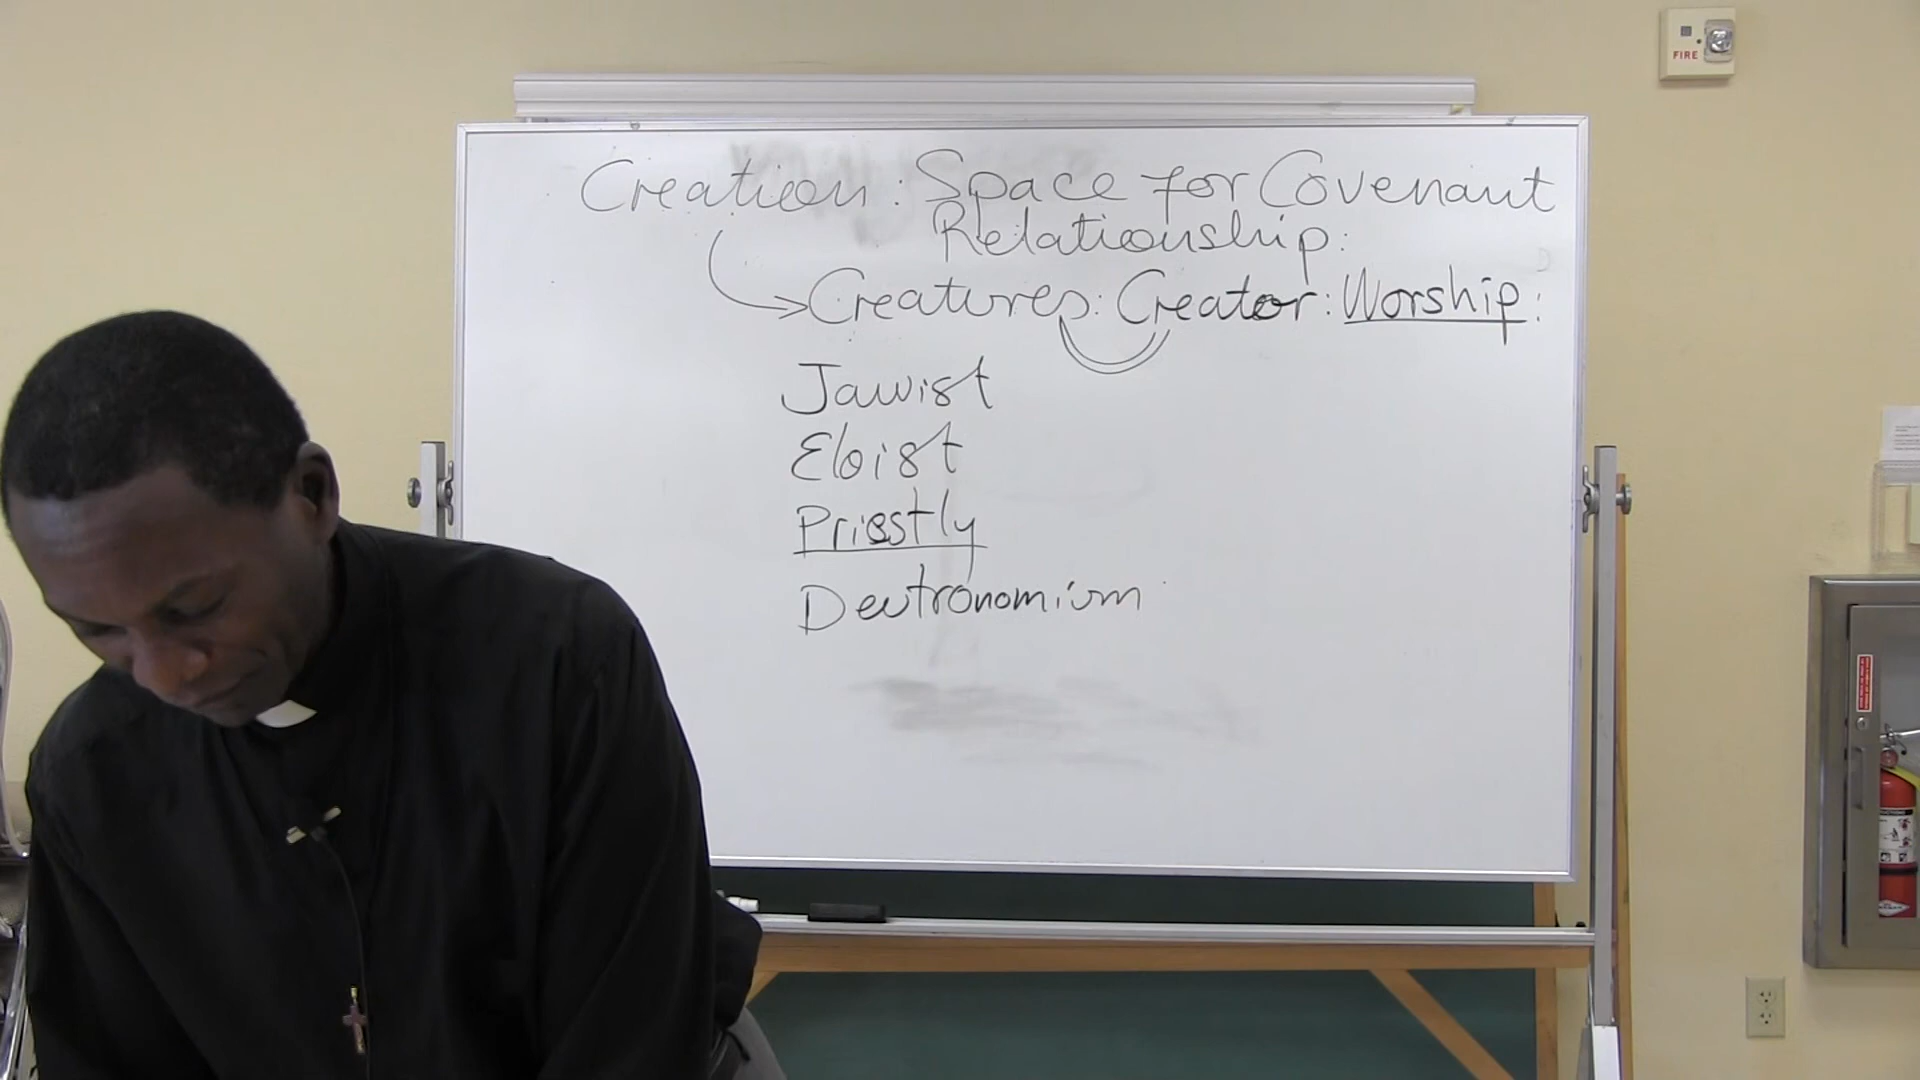 FIRE
Creation: Space for Covenant
Relationship:
Creatures: Creator: Worship:
Jawist
Eloist
Priestly
Deutronomium